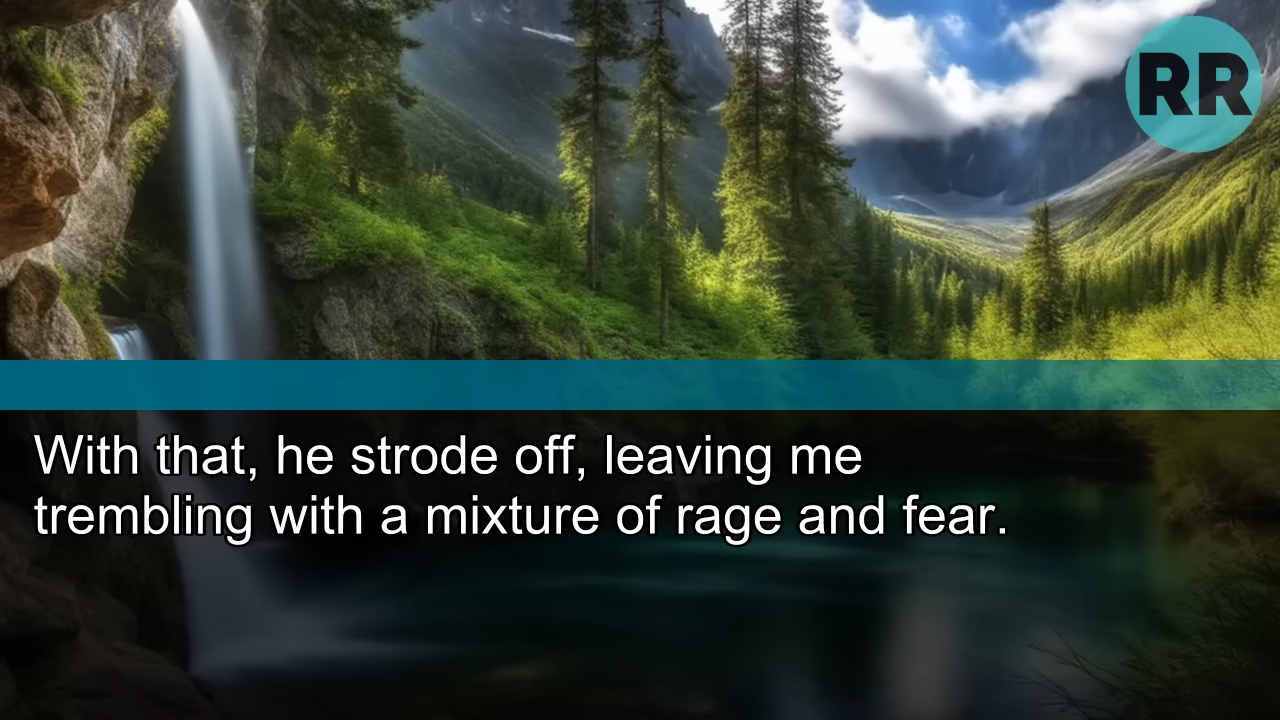 RR
With that, he strode off, leaving me
trembling with a mixture of rage and fear.